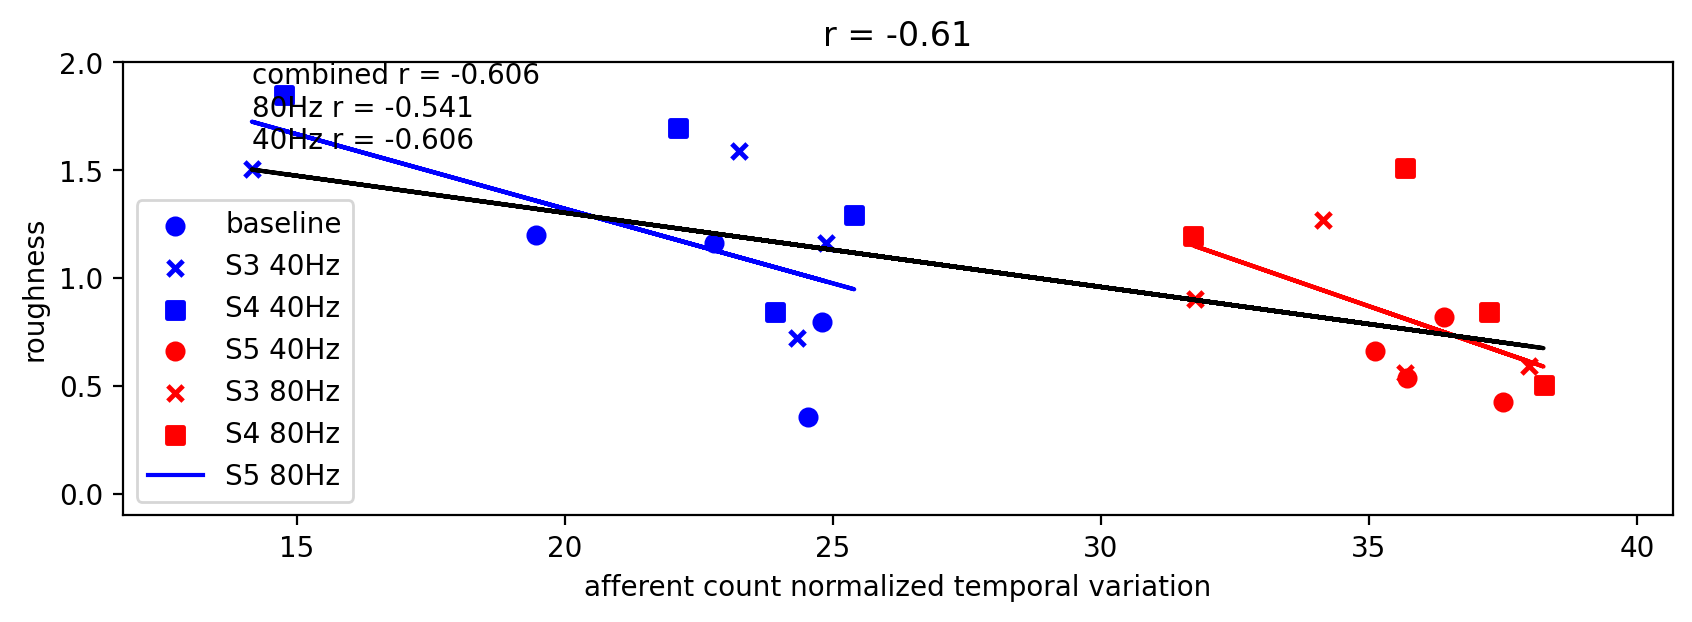 r = -0.61
combined r = -0.606
80Hz r = -0.541
40Hz r = -0.606
2.0
1.5
1.0
0.5
0.0
roughness
baseline
S3 40Hz
S4 40Hz
S5 40Hz
S3 80Hz
S4 80Hz
S5 80Hz
15 20 25 30 35 40
afferent count normalized temporal variation